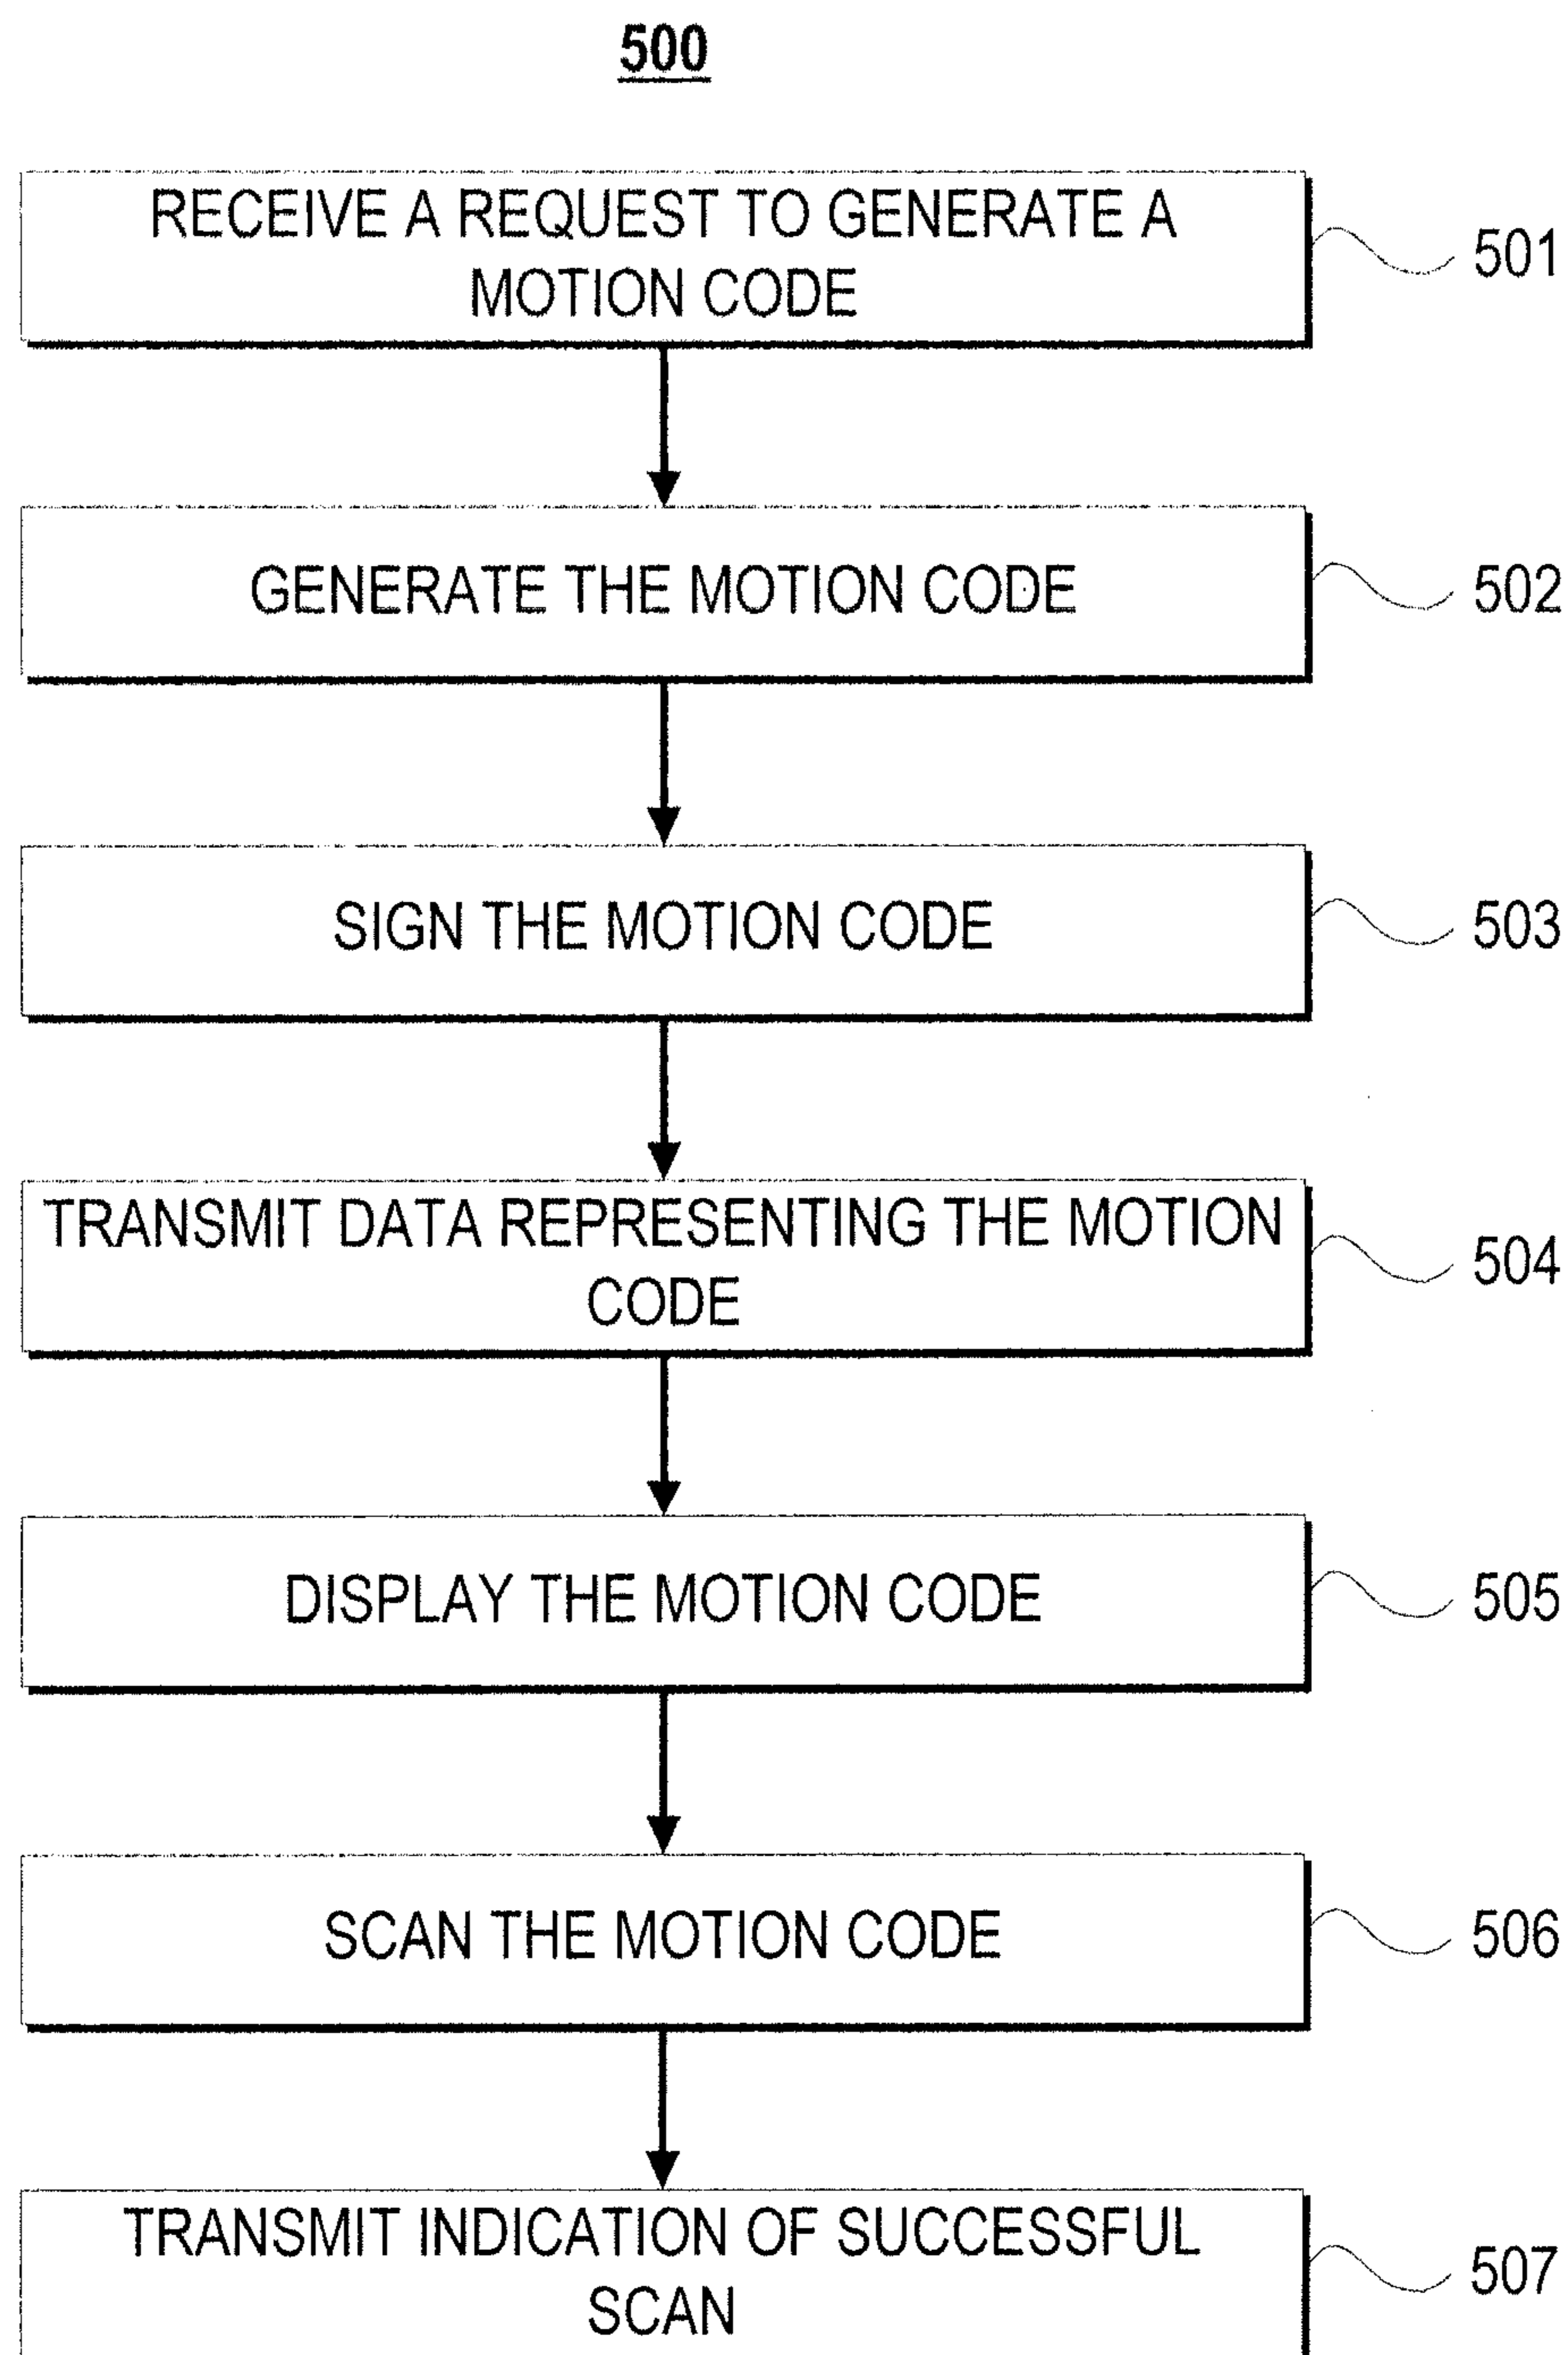 500
RECEIVE A REQUEST TO GENERATE A
MOTION CODE
501
GENERATE THE MOTION CODE
502
SIGN THE MOTION CODE
503
TRANSMIT DATA REPRESENTING THE MOTION
CODE
504
DISPLAY THE MOTION CODE
505
SCAN THE MOTION CODE
506
TRANSMIT INDICATION OF SUCCESSFUL
SCAN
507